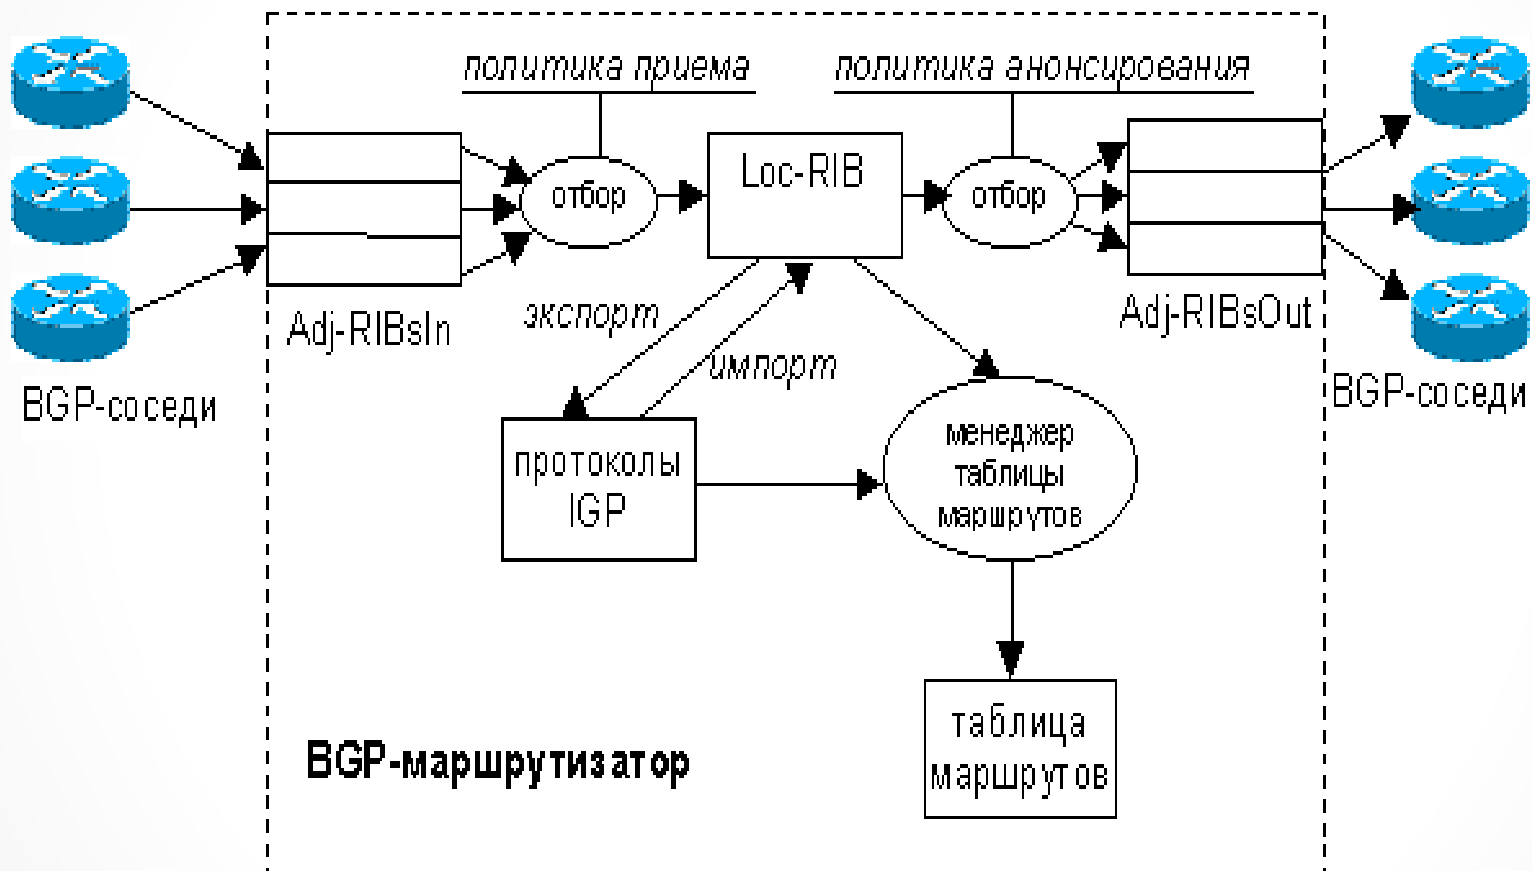 политика приема
политика анонсирования
отбор
Loc-RIB
отбор
Adj-RIBsIn
экспорт
Adj-RIBsOut
импорт
BGP-соседи
BGP-соседи
протоколы
IGP
менеджер
таблицы
маршрутов
таблица
маршрутов
BGP-маршрутизатор